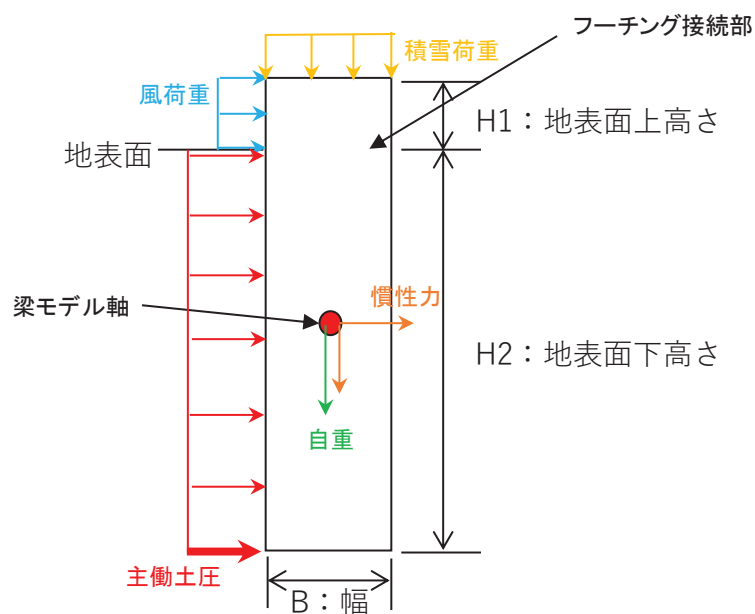 フーチング接続部
積雪荷重
風荷重
H1：地表面上高さ
地表面
慣性力
梁モデル軸
H2：地表面下高さ
自重
主働土圧
B：幅